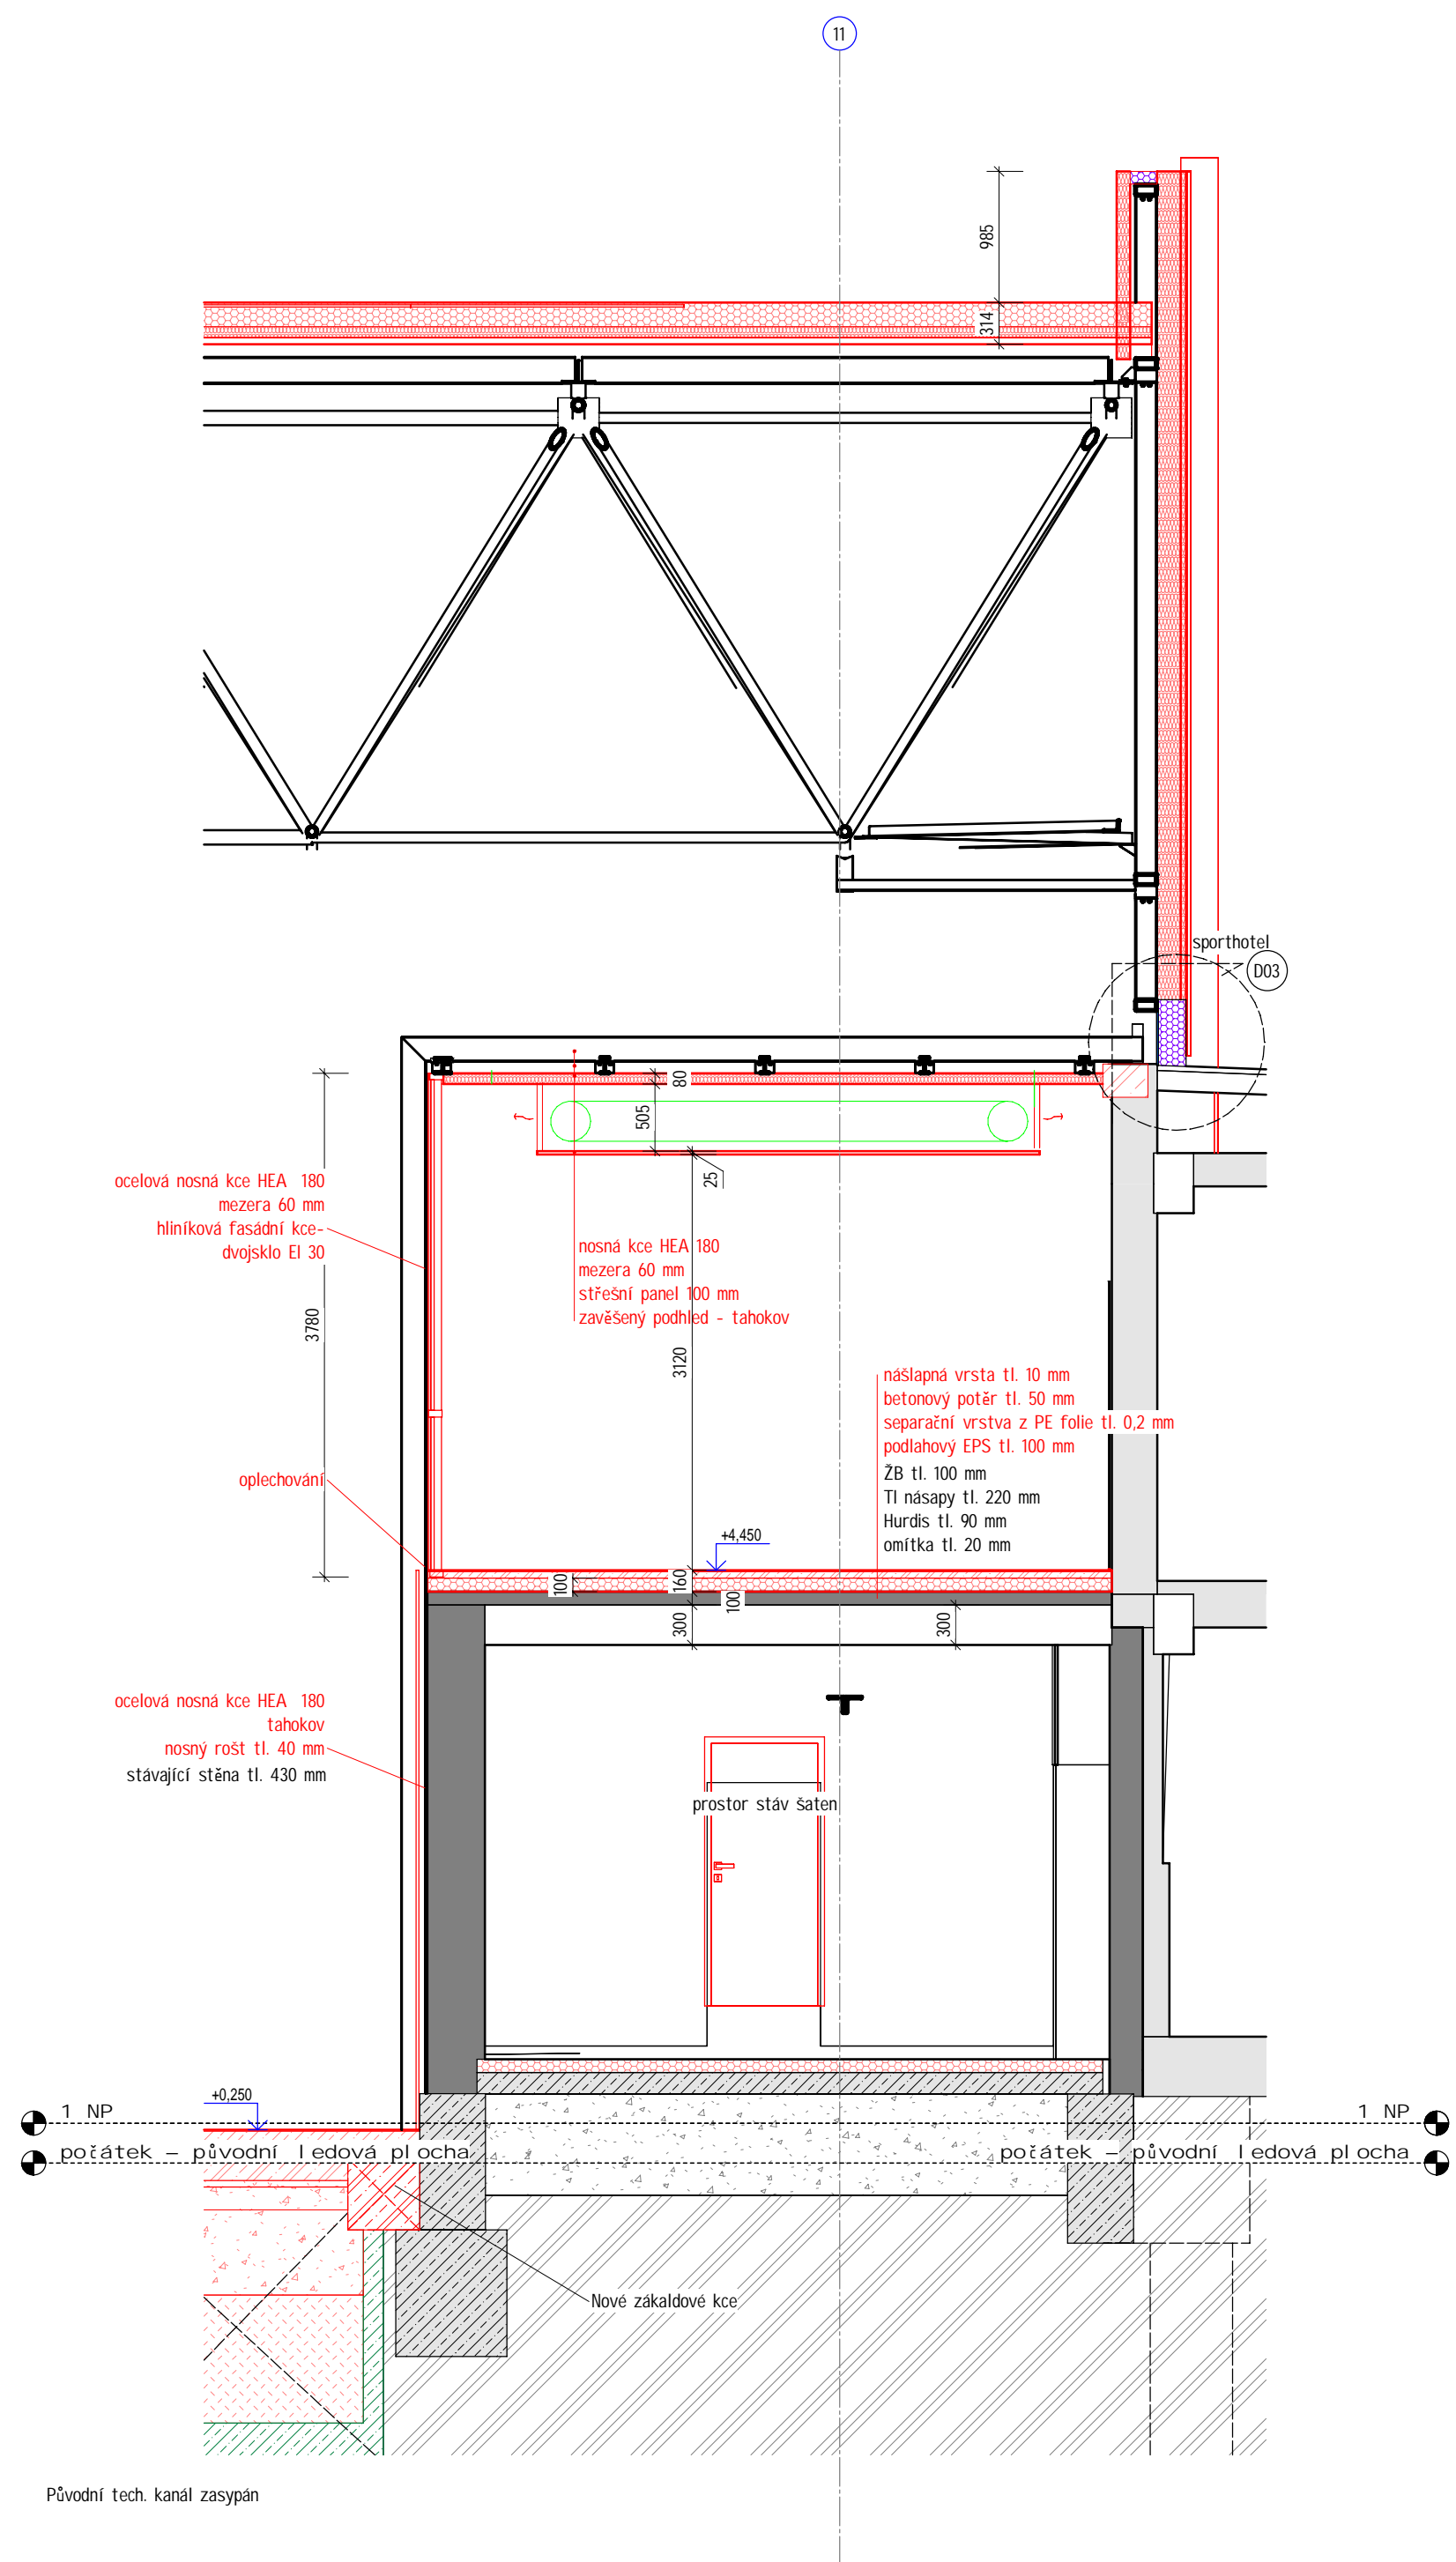 11
985
314
sporthotel
D03
80
505
25
ocelová nosná kce HEA 180
mezera 60 mm
hliníková fasádní kce-
dvojsklo EI 30
nosná kce HEA 180
mezera 60 mm
střešní panel 100 mm
zavěšený podhled - tahokov
3780
3120
nášlapná vrsta tl. 10 mm
betonový potěr tl. 50 mm
separační vrstva z PE folie tl. 0,2 mm
podlahový EPS tl. 100 mm
ŽB tl. 100 mm
TI násapy tl. 220 mm
Hurdis tl. 90 mm
omítka tl. 20 mm
oplechování
+4,450
100
160
100
300
300
ocelová nosná kce HEA 180
tahokov
nosný rošt tl. 40 mm
stávající stěna tl. 430 mm
prostor stáv šaten
+0,250
1 NP
1 NP
počátek – původní ledová plocha
počátek – původní ledová plocha
Nové zákaldové kce
Původní tech. kanál zasypán